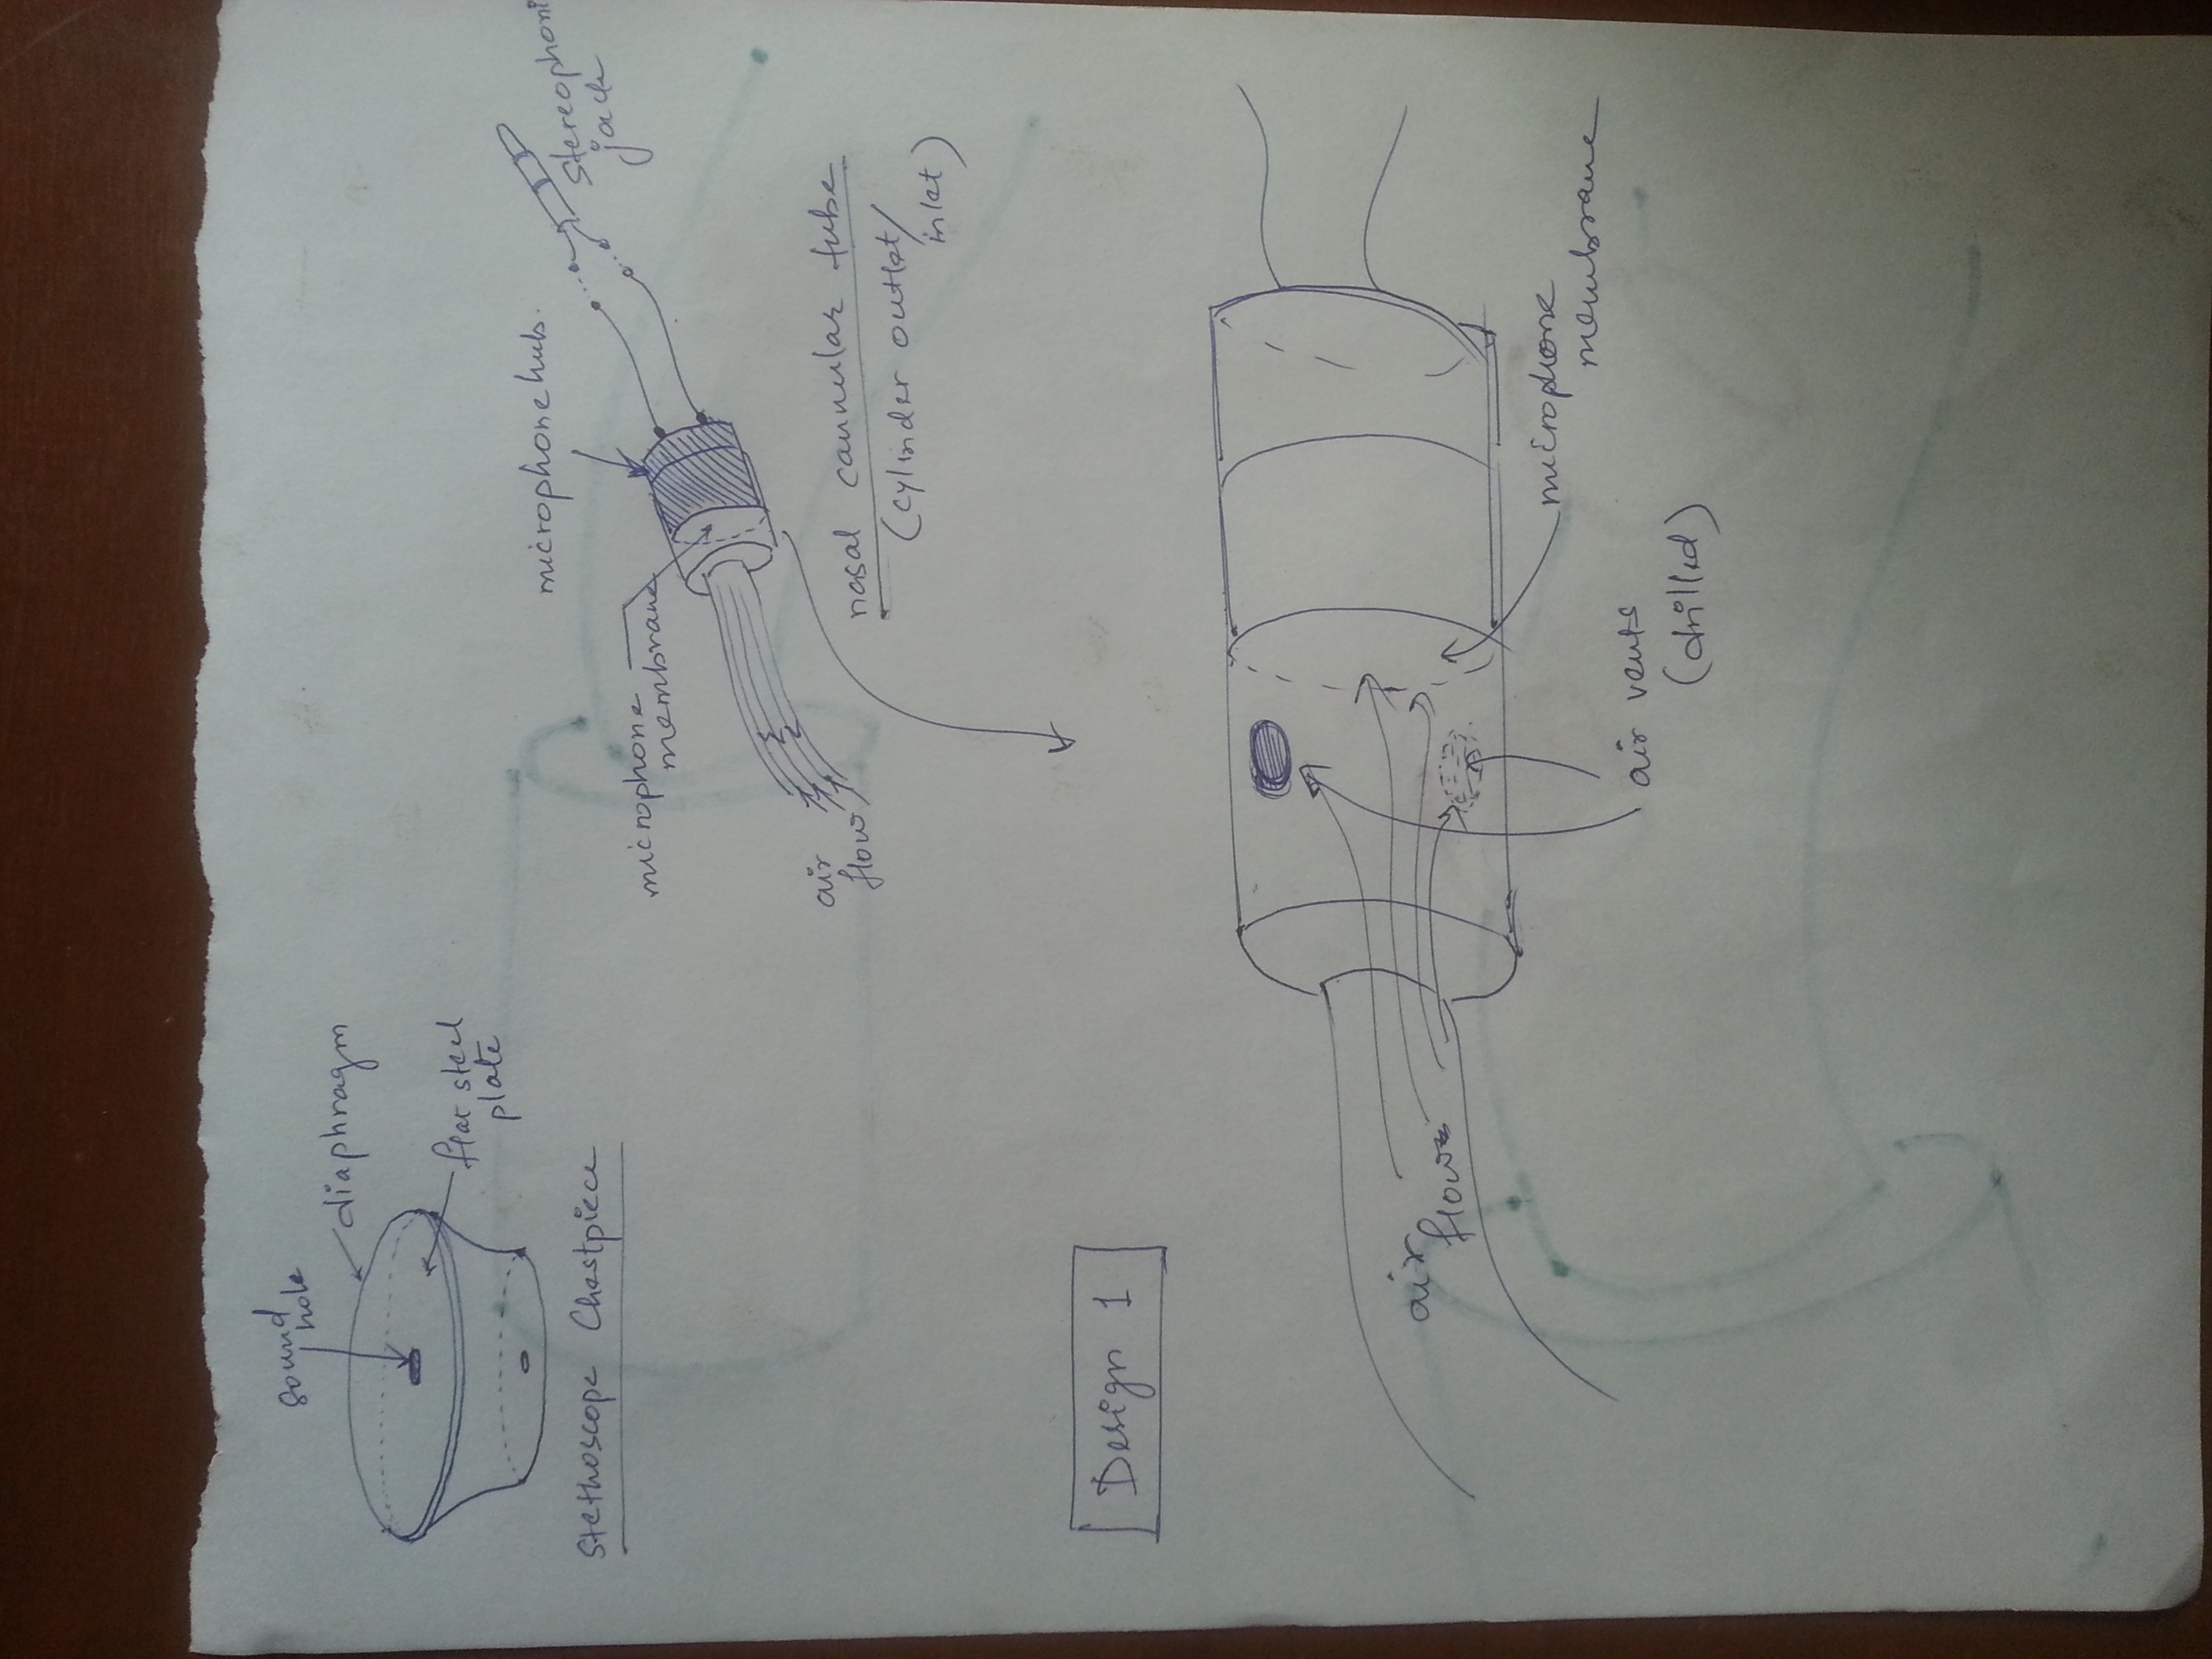 sound
hole
diaphragm
flat steel
plate
Stethoscope Chestpiece
microphone hub.
stereophoni
jack
microphone
membrane
air
flow
nasal cannular tube
(cylinder outlet/
inlet)
Design 1
air
flow
microphone
membrane
air vents
(drilled)